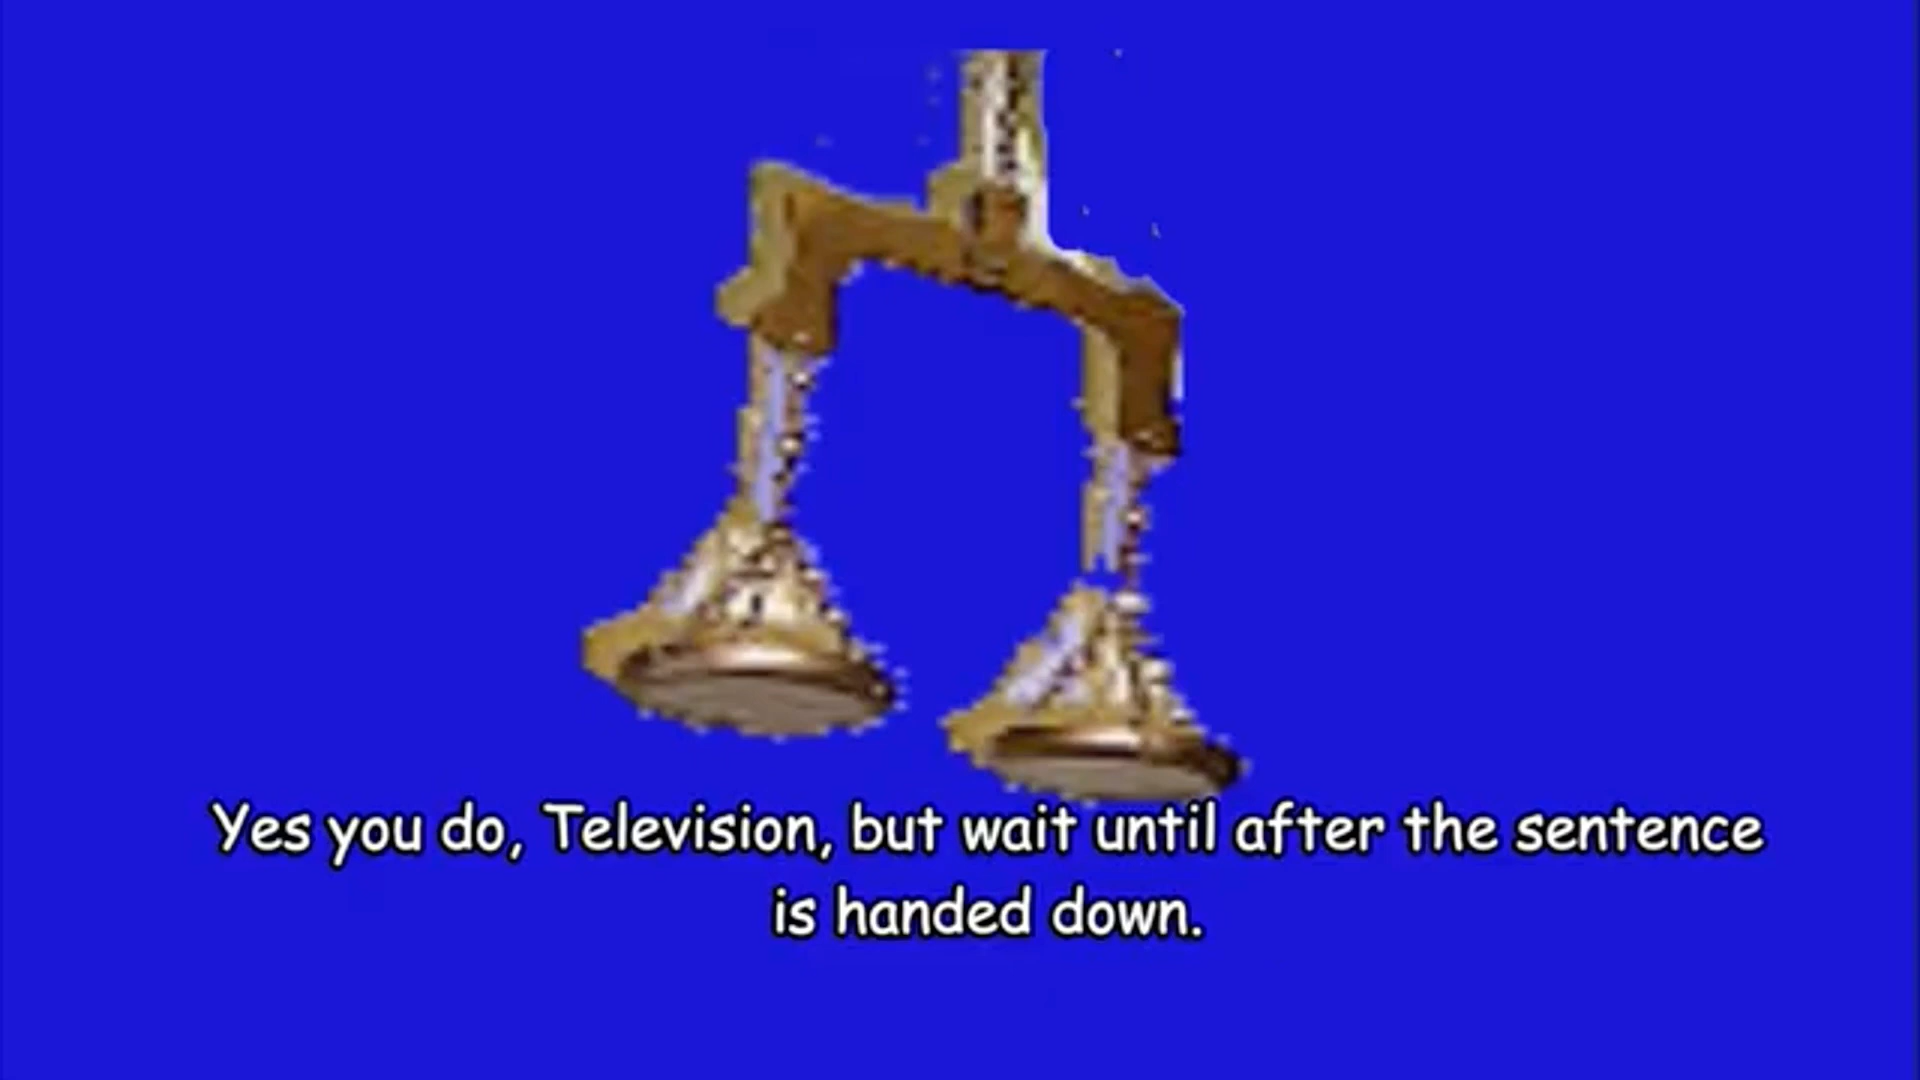 Yes you do, Television, but wait until after the sentence
is handed down.